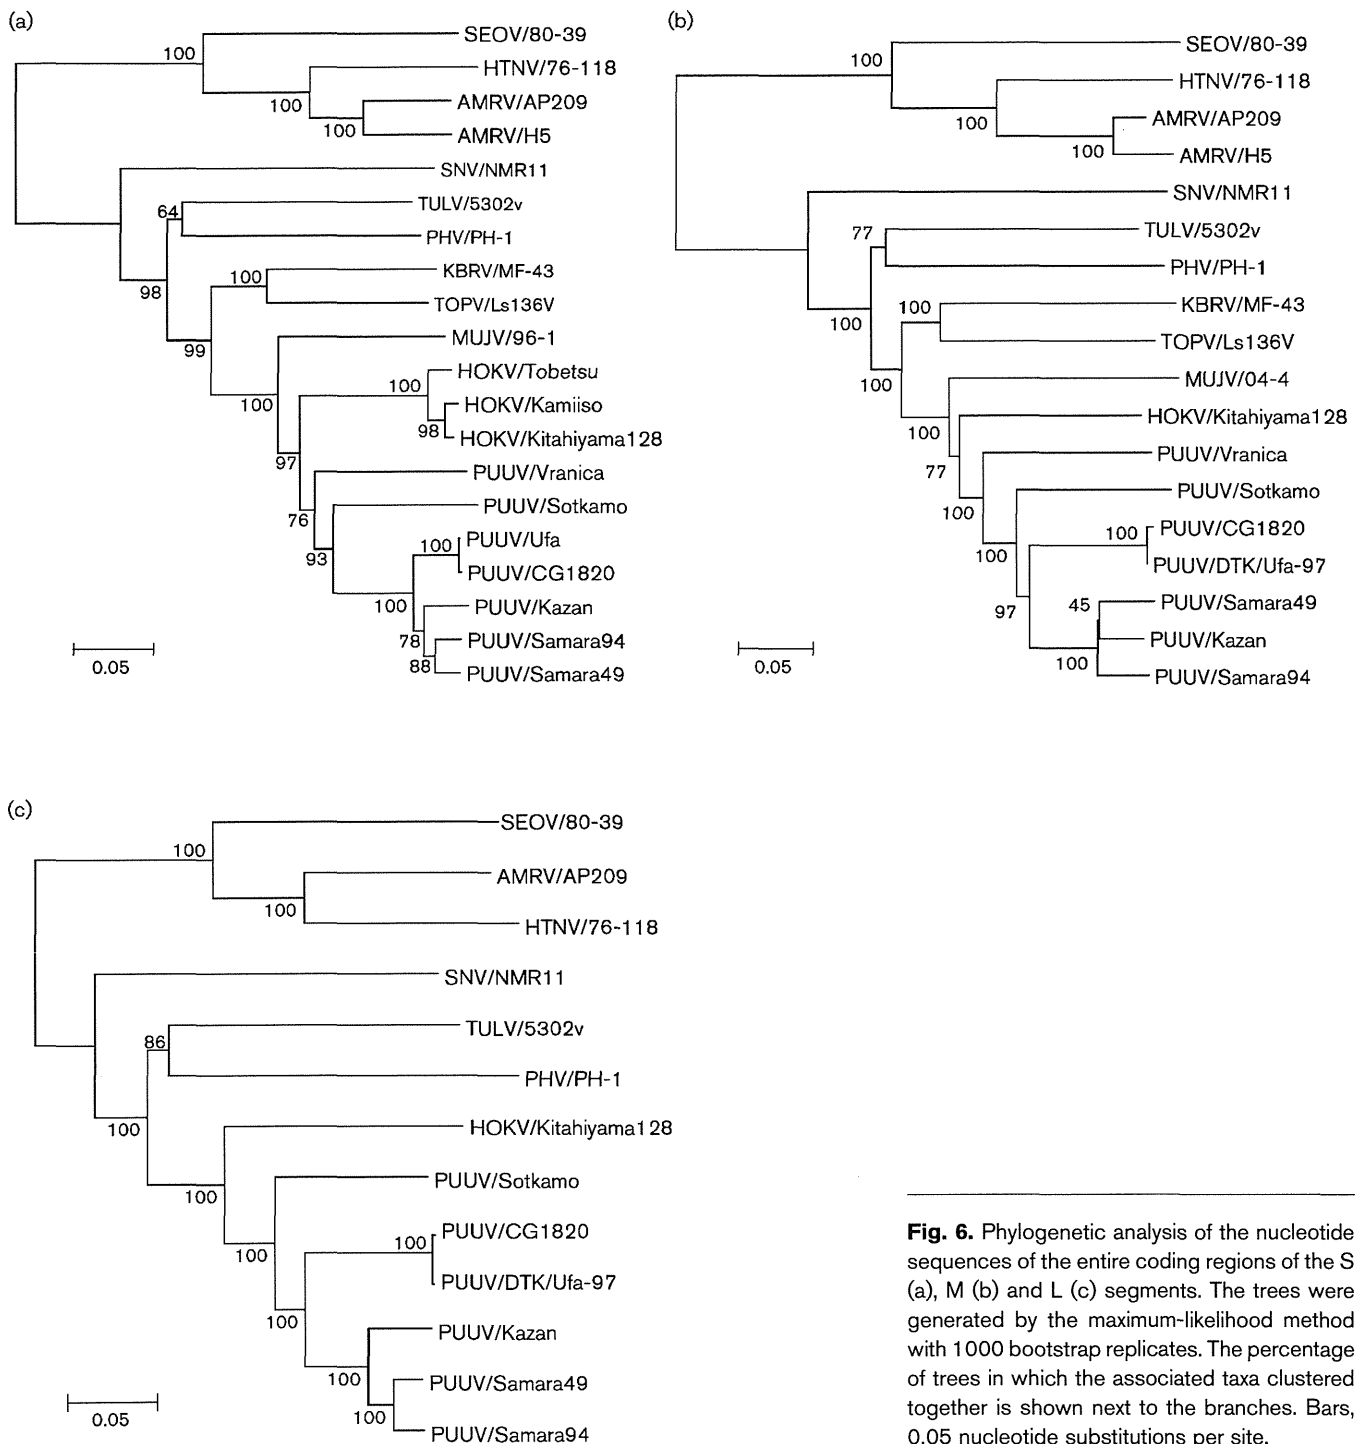 (a)
100
SEOV/80-39
HTNV/76-118
100
AMRV/AP209
100
AMRV/H5
SNV/NMR11
64
TULV/5302v
PHV/PH-1
98
100
KBRV/MF-43
TOPV/Ls136V
99
MUJV/96-1
100
100
HOKV/Tobetsu
HOKV/Kamiiso
98
HOKV/Kitahiyama128
97
PUUV/Vranica
76
PUUV/Sotkamo
93
100
PUUV/Ufa
PUUV/CG1820
100
PUUV/Kazan
78
PUUV/Samara94
88
PUUV/Samara49
0.05
(b)
100
SEOV/80-39
HTNV/76-118
100
AMRV/AP209
100
AMRV/H5
SNV/NMR11
77
TULV/5302v
PHV/PH-1
100
100
KBRV/MF-43
TOPV/Ls136V
100
MUJV/04-4
100
HOKV/Kitahiyama128
77
PUUV/Vranica
100
PUUV/Sotkamo
100
100
PUUV/CG1820
PUUV/DTK/Ufa-97
97
45
PUUV/Samara49
PUUV/Kazan
100
PUUV/Samara94
0.05
(c)
100
SEOV/80-39
AMRV/AP209
100
HTNV/76-118
SNV/NMR11
86
TULV/5302v
PHV/PH-1
100
HOKV/Kitahiyama128
100
PUUV/Sotkamo
100
100
PUUV/CG1820
PUUV/DTK/Ufa-97
100
PUUV/Kazan
100
PUUV/Samara49
100
PUUV/Samara94
0.05
Fig. 6. Phylogenetic analysis of the nucleotide
sequences of the entire coding regions of the S
(a), M (b) and L (c) segments. The trees were
generated by the maximum-likelihood method
with 1000 bootstrap replicates. The percentage
of trees in which the associated taxa clustered
together is shown next to the branches. Bars,
0.05 nucleotide substitutions per site.